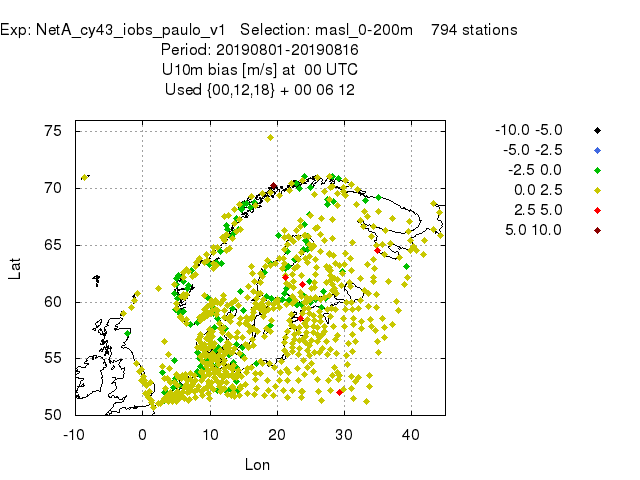 Exp: NetA_cy43_iobs_paulo_v1   Selection: masl_0-200m    794 stations
Period: 20190801-20190816
U10m bias [m/s] at  00 UTC
Used {00,12,18} + 00 06 12
-10.0 -5.0
-5.0 -2.5
-2.5 0.0
0.0 2.5
2.5 5.0
5.0 10.0
75
70
65
60
55
50
Lat
-10 0 10 20 30 40
Lon